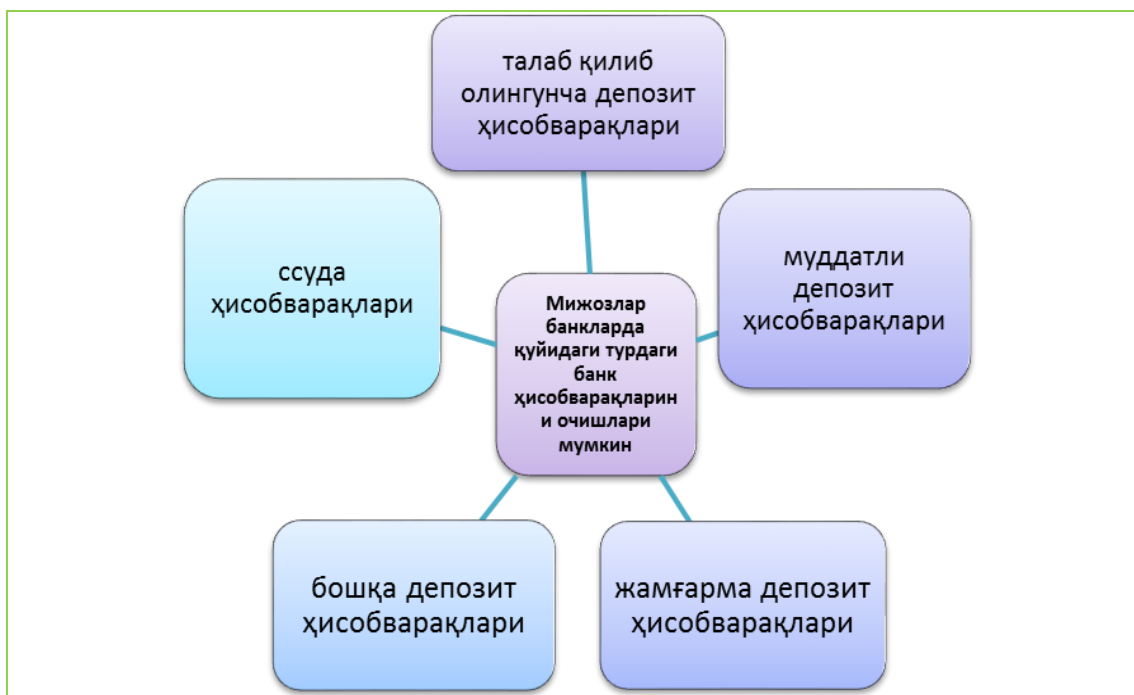 талаб қилиб
олингунча депозит
ҳисобварақлари
ссуда
ҳисобварақлари
муддатли
депозит
ҳисобварақлари
Мижозлар
банкларда
қуйидаги турдаги
банк
ҳисобварақларин
и очишлари
мумкин
бошқа депозит
ҳисобварақлари
жамғарма депозит
ҳисобварақлари